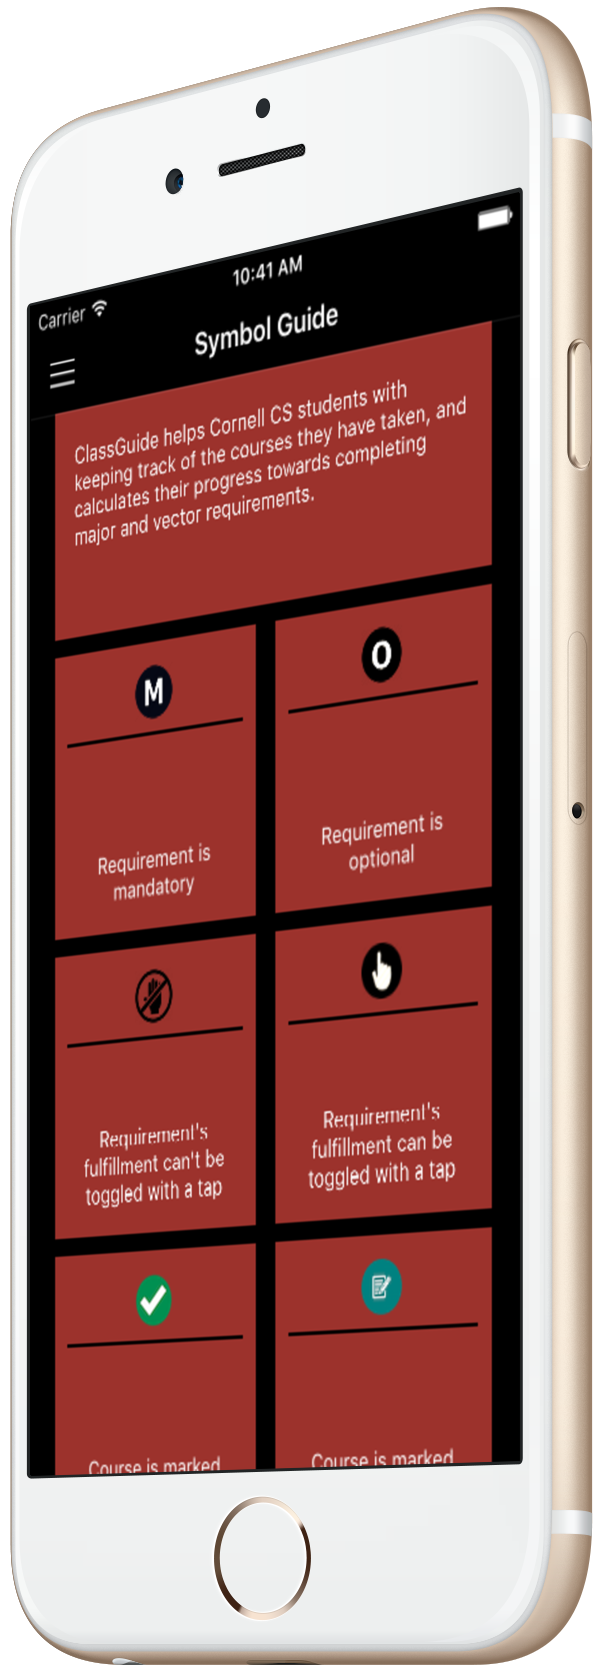 Carrier
10:41 AM
Symbol Guide
ClassGuide helps Cornell CS students with
keeping track of the courses they have taken, and
calculates their progress towards completing
major and vector requirements.
M
O
Requirement is
mandatory
Requirement is
optional
Requirement's
fulfillment can't be
toggled with a tap
Requirement's
fulfillment can be
toggled with a tap
Course is marked
Course is marked